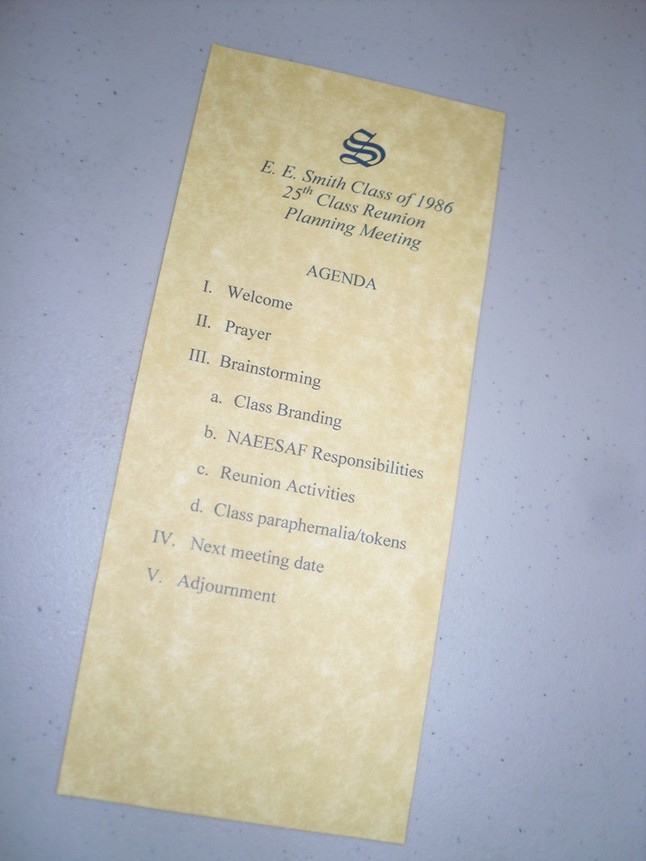 S
E. E. Smith Class of 1986
25th Class Reunion
Planning Meeting
AGENDA
I. Welcome
II. Prayer
III. Brainstorming
a. Class Branding
b. NAEESAF Responsibilities
c. Reunion Activities
d. Class paraphernalia/tokens
IV. Next meeting date
V. Adjournment